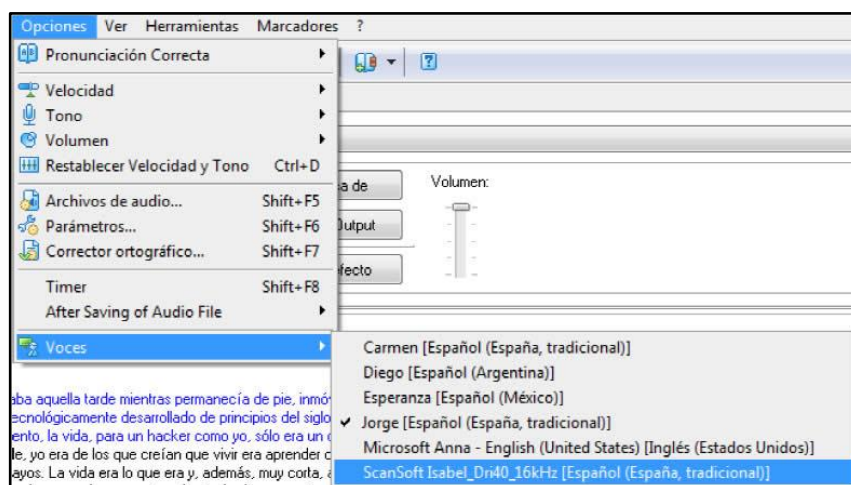 Opciones Ver Herramientas Marcadores ?
Pronunciación Correcta
Velocidad
Tono
Volumen
Restablecer Velocidad y Tono Ctrl+D
Archivos de audio... Shift+F5
Parámetros... Shift+F6
Corrector ortográfico... Shift+F7
Timer Shift+F8
After Saving of Audio File
Voces
de
Volumen:
Carmen [Español (España, tradicional)]
Diego [Español (Argentina)]
Esperanza [Español (México)]
Jorge [Español (España, tradicional)]
Microsoft Anna - English (United States) [Inglés (Estados Unidos)]
ScanSoft Isabel_Dri40_16kHz [Español (España, tradicional)]
aquella tarde mientras permanecía de pie,
desarrollado de principios del siglo
la vida, para un hacker como yo, sólo era un
yo era de los que creían que vivir era aprender
La vida era lo que era y, además, muy corta,